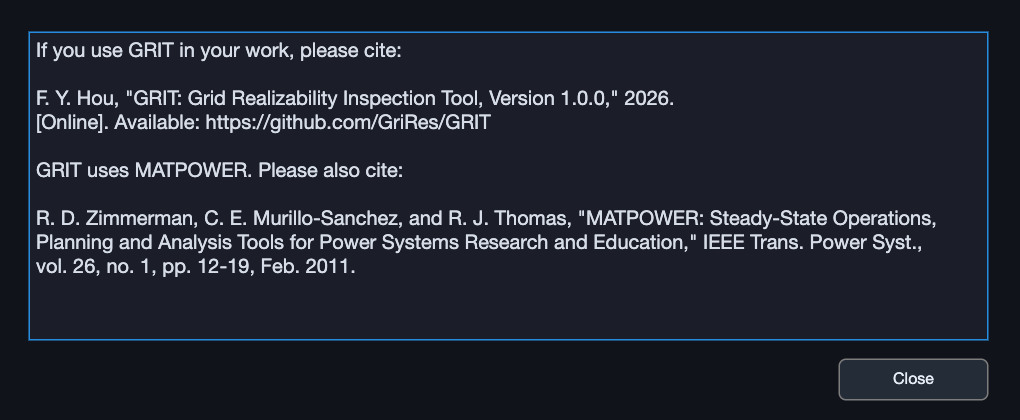 If you use GRIT in your work, please cite:
F. Y. Hou, "GRIT: Grid Realizability Inspection Tool, Version 1.0.0," 2026.
[Online]. Available: https://github.com/GriRes/GRIT
GRIT uses MATPOWER. Please also cite:
R. D. Zimmerman, C. E. Murillo-Sanchez, and R. J. Thomas, "MATPOWER: Steady-State Operations,
Planning and Analysis Tools for Power Systems Research and Education," IEEE Trans. Power Syst.,
vol. 26, no. 1, pp. 12-19, Feb. 2011.
Close